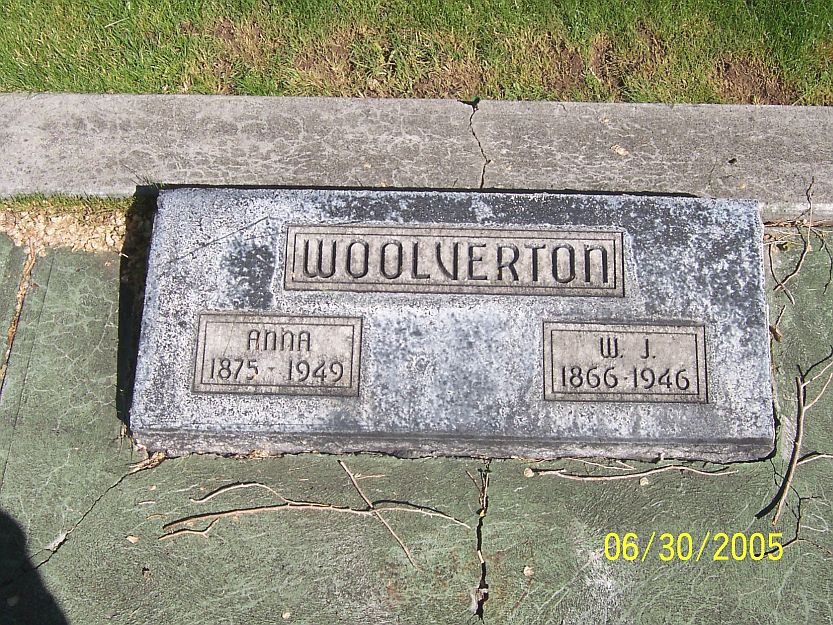 WOOLVERTON
ANNA
1875 - 1949
W. J.
1866-1946
06/30/2005